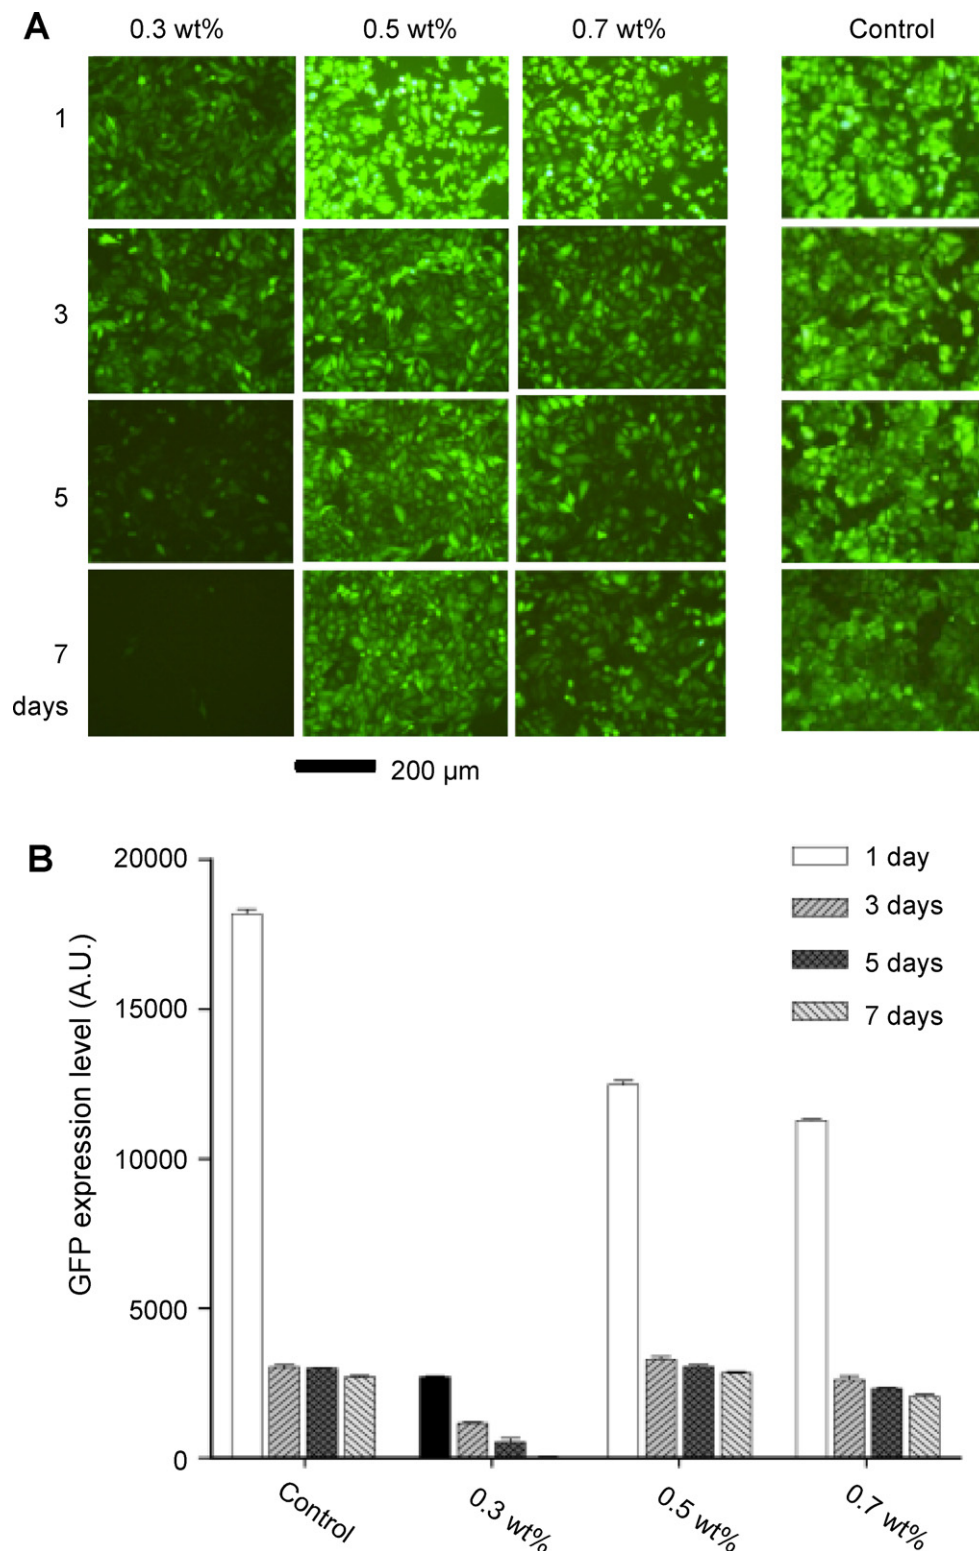 A
0.3 wt%
0.5 wt%
0.7 wt%
Control
1
3
5
7
days
200 µm
B
20000
15000
10000
5000
0
GFP expression level (A.U.)
1 day
3 days
5 days
7 days
Control
0.3 wt%
0.5 wt%
0.7 wt%